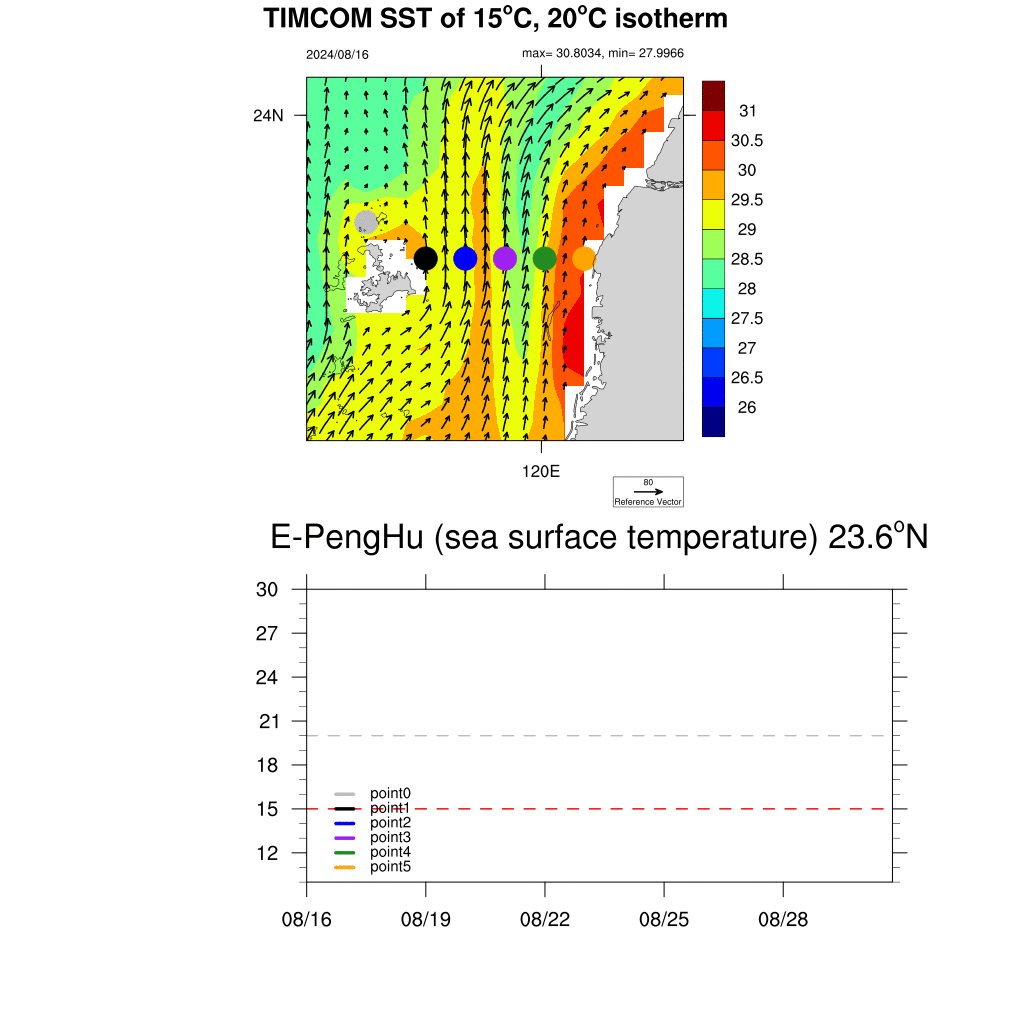 TIMCOM SST of 15°C, 20°C isotherm
2024/08/16
max= 30.8034, min= 27.9966
24N
31
30.5
30
29.5
29
28.5
28
27.5
27
26.5
26
120E
80
Reference Vector
E-PengHu (sea surface temperature) 23.6°N
30
27
24
21
18
15
12
point0
point1
point2
point3
point4
point5
08/16
08/19
08/22
08/25
08/28